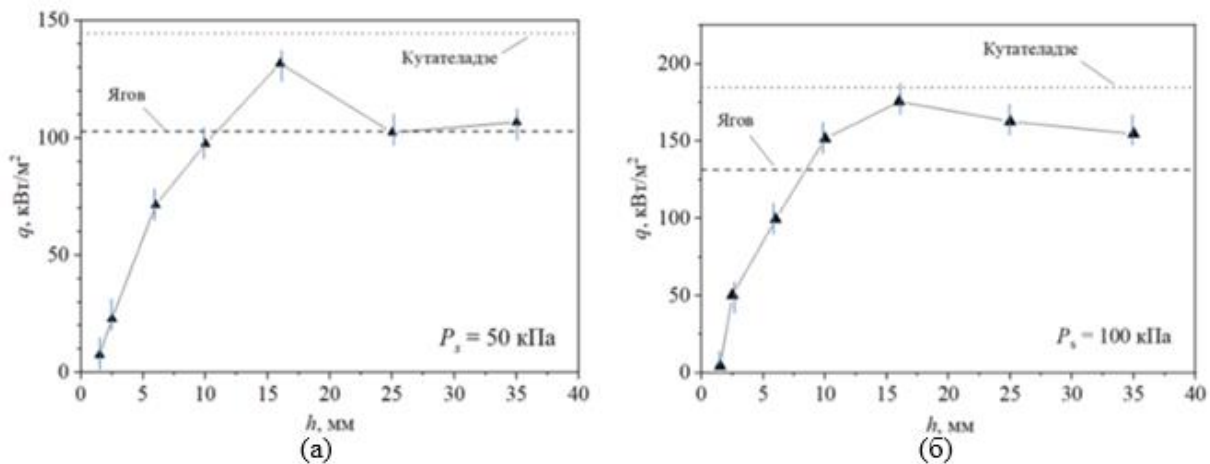 150
100
50
0
q, кВт/м²
Кутателадзе
Ягов
Pₛ = 50 кПа
0 5 10 15 20 25 30 35 40
h, мм
(а)
200
150
100
50
0
q, кВт/м²
Кутателадзе
Ягов
Pₛ = 100 кПа
0 5 10 15 20 25 30 35 40
h, мм
(б)